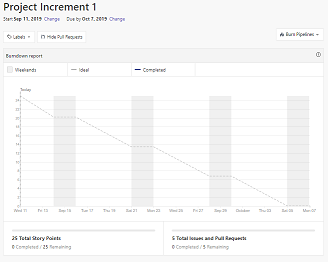 Project Increment 1
Start Sep 11, 2019 Change Due by Oct 7, 2019 Change
Labels Hide Pull Requests Burn Pipelines
Burndown report
Weekends Ideal Completed
Today
24
22
20
18
16
14
12
10
8
6
4
2
0
Wed 11 Fri 13 Sep 15 Tue 17 Thu 19 Sat 21 Mon 23 Wed 25 Fri 27 Sep 29 October Thu 03 Sat 05 Mon 07
25 Total Story Points 5 Total Issues and Pull Requests
0 Completed / 25 Remaining 0 Completed / 5 Remaining